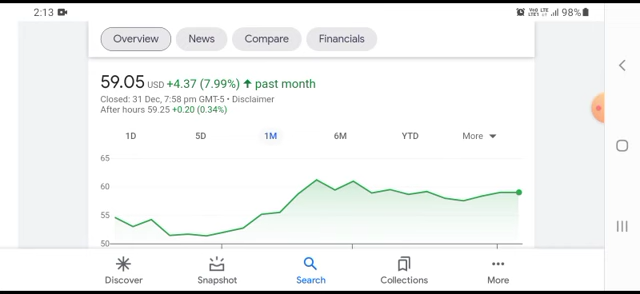 2:13
98%
Overview News Compare Financials
59.05 USD +4.37 (7.99%) ↑ past month
Closed: 31 Dec, 7:58 pm GMT-5 • Disclaimer
After hours 59.25 +0.20 (0.34%)
1D 5D 1M 6M YTD More
65
60
55
50
Discover Snapshot Search Collections More